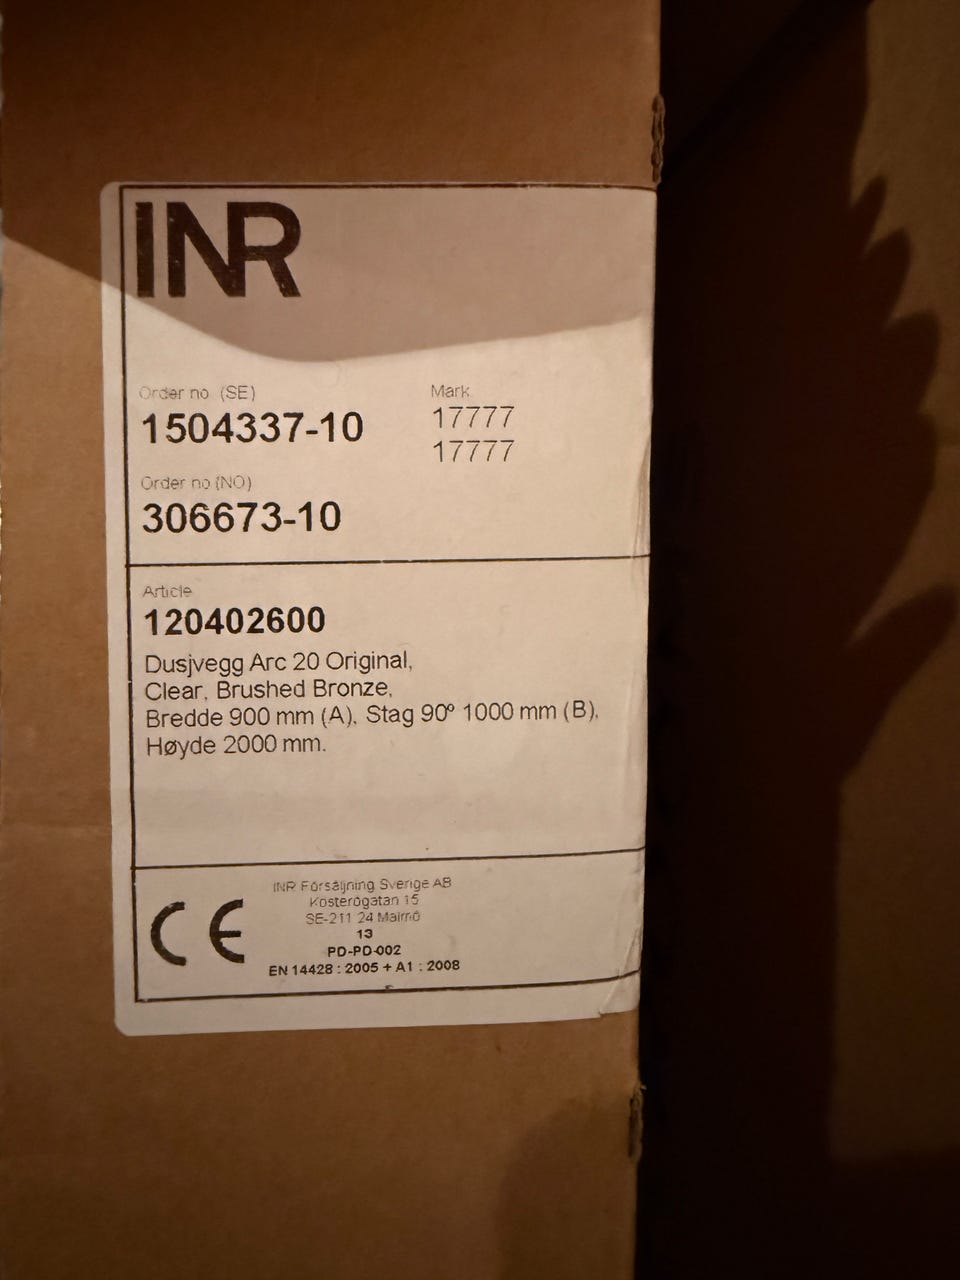 INR
Order no (SE)
1504337-10
Mark
17777
17777
Order no (NO)
306673-10
Article
120402600
Dusjvegg Arc 20 Original,
Clear, Brushed Bronze,
Bredde 900 mm (A), Stag 90º 1000 mm (B),
Høyde 2000 mm.
CE
INR Försäljning Sverige AB
Kosterögatan 15
SE-211 24 Malmö
13
PD-PD-002
EN 14428 : 2005 + A1 : 2008